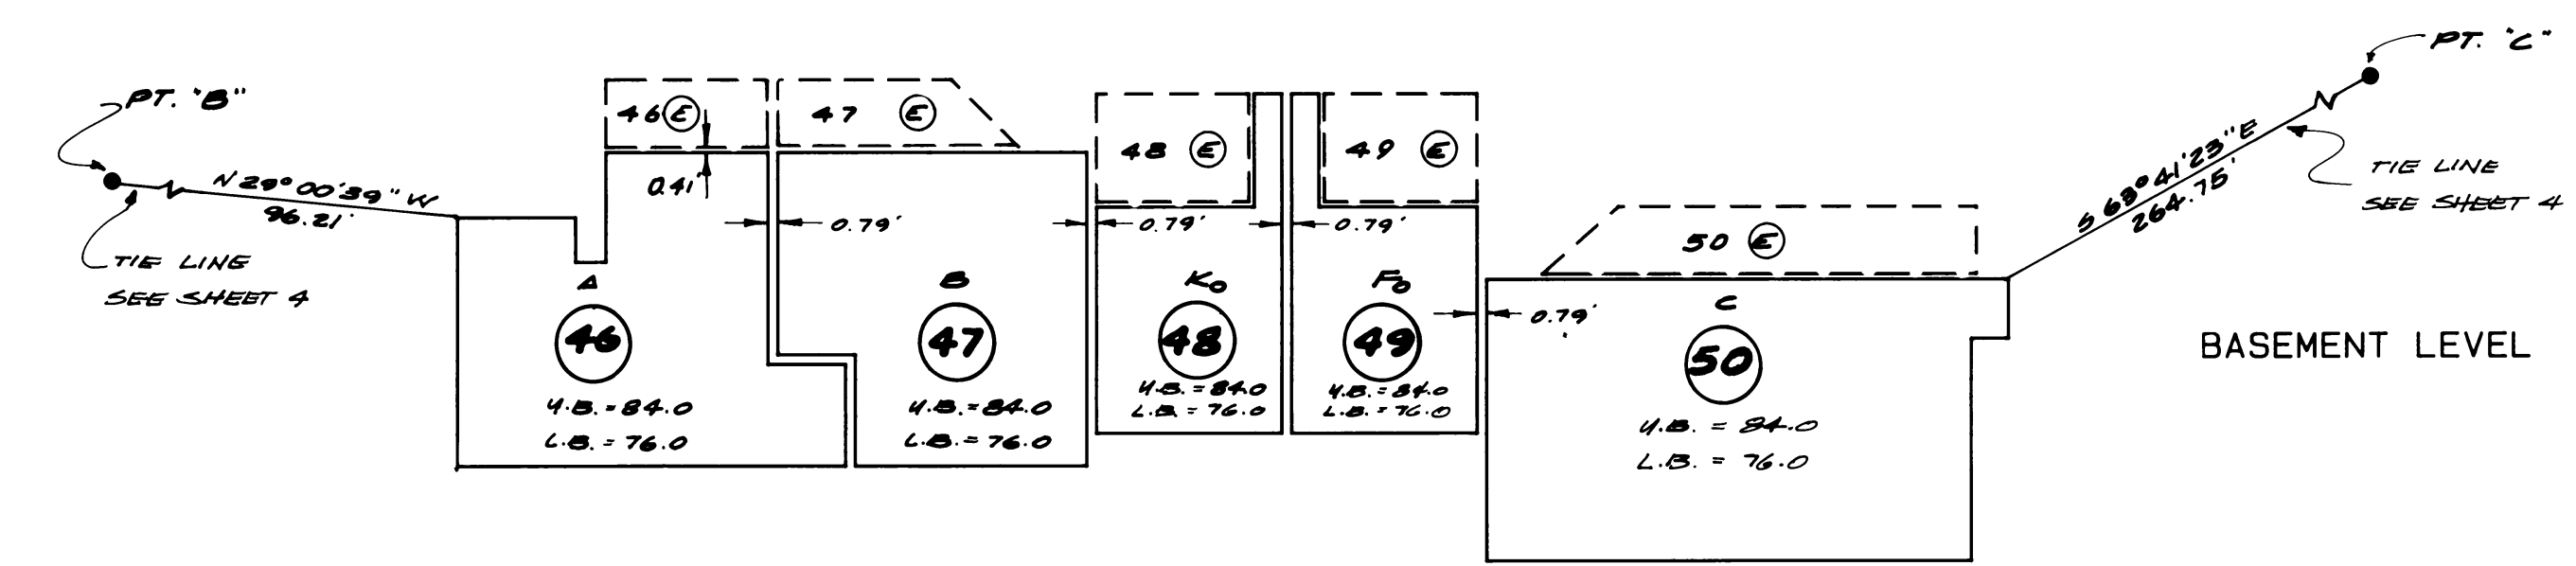 PT. "B"
N 29° 00' 39" W
96.21'
TIE LINE
SEE SHEET 4
46 E
0.41'
47 E
0.79'
48 E
0.79'
49 E
0.79'
50 E
0.79'
A
46
U.B. = 84.0
L.B. = 76.0
B
47
U.B. = 84.0
L.B. = 76.0
Ko
48
U.B. = 84.0
L.B. = 76.0
Fo
49
U.B. = 84.0
L.B. = 76.0
C
50
U.B. = 84.0
L.B. = 76.0
PT. "C"
S 63° 41' 23" E
264.75'
TIE LINE
SEE SHEET 4
BASEMENT LEVEL